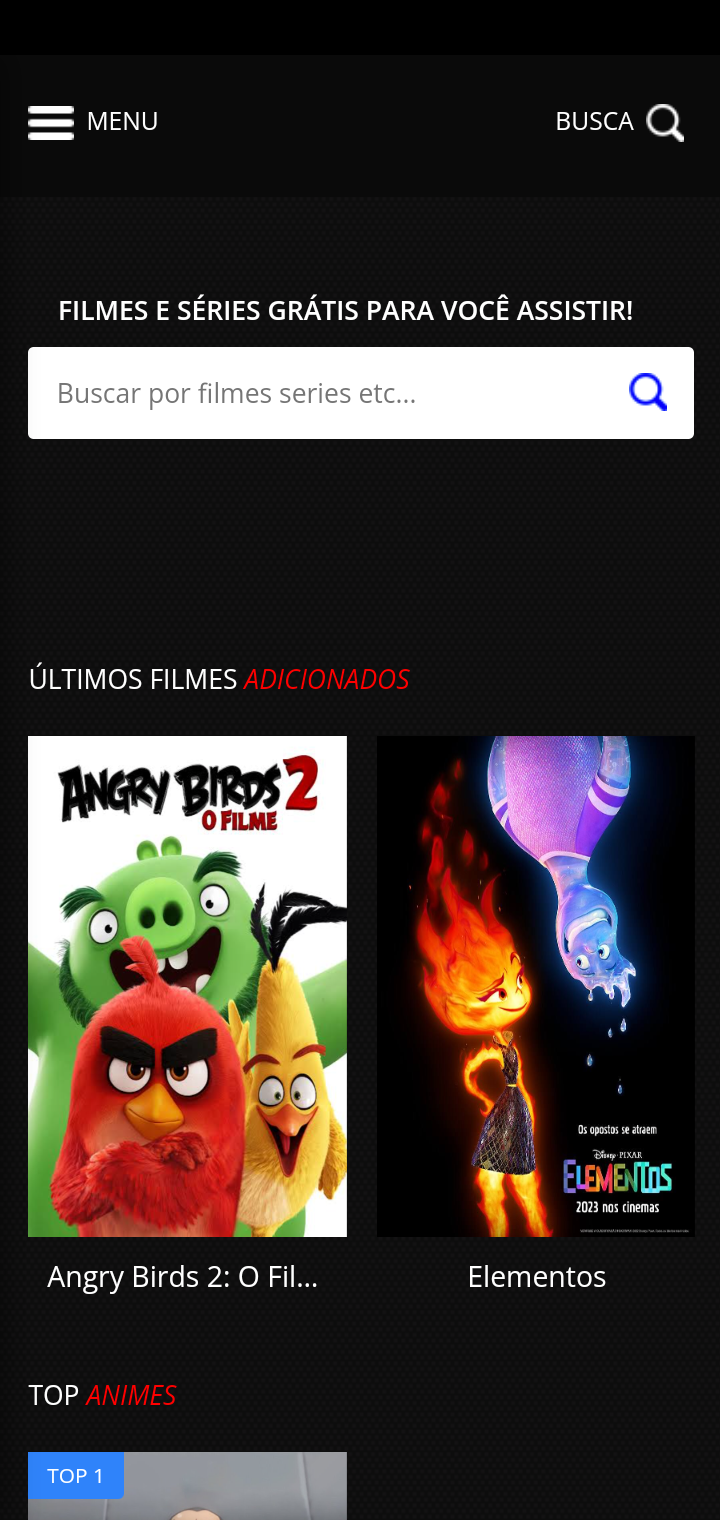 MENU
BUSCA
FILMES E SÉRIES GRÁTIS PARA VOCÊ ASSISTIR!
Buscar por filmes series etc...
ÚLTIMOS FILMES ADICIONADOS
ANGRY BIRDS 2
O FILME
Os opostos se atraem
Disney · PIXAR
ELEMENTOS
2023 nos cinemas
Angry Birds 2: O Fil...
Elementos
TOP ANIMES
TOP 1